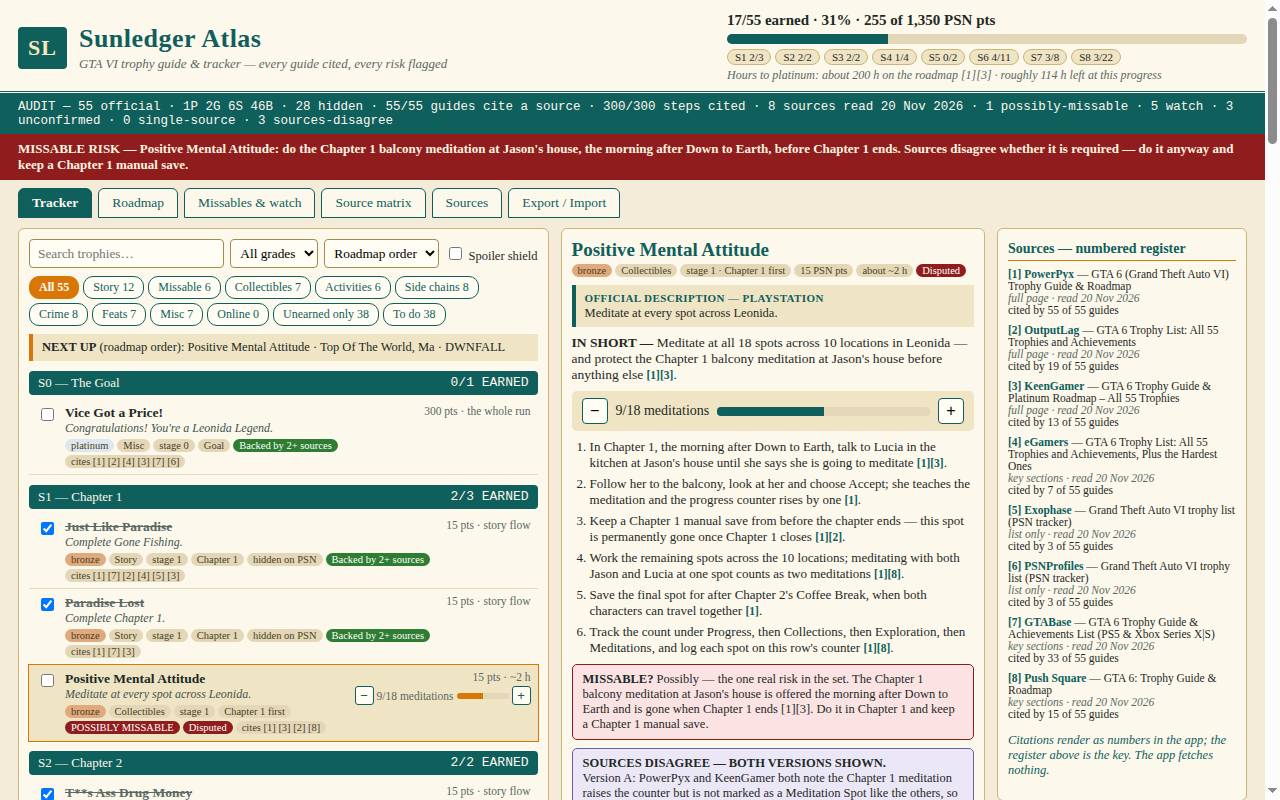 SL
Sunledger Atlas
GTA VI trophy guide & tracker — every guide cited, every risk flagged
17/55 earned · 31% · 255 of 1,350 PSN pts
S1 2/3 S2 2/2 S3 2/2 S4 1/4 S5 0/2 S6 4/11 S7 3/8 S8 3/22
Hours to platinum: about 200 h on the roadmap [1][3] · roughly 114 h left at this progress
AUDIT — 55 official · 1P 2G 6S 46B · 28 hidden · 55/55 guides cite a source · 300/300 steps cited · 8 sources read 20 Nov 2026 · 1 possibly-missable · 5 watch · 3
unconfirmed · 0 single-source · 3 sources-disagree
MISSABLE RISK — Positive Mental Attitude: do the Chapter 1 balcony meditation at Jason's house, the morning after Down to Earth, before Chapter 1 ends. Sources disagree whether it is required — do it anyway and
keep a Chapter 1 manual save.
Tracker Roadmap Missables & watch Source matrix Sources Export / Import
Search trophies… All grades Roadmap order Spoiler shield
All 55 Story 12 Missable 6 Collectibles 7 Activities 6 Side chains 8
Crime 8 Feats 7 Misc 7 Online 0 Unearned only 38 To do 38
NEXT UP (roadmap order): Positive Mental Attitude · Top Of The World, Ma · DWNFALL
S0 — The Goal 0/1 EARNED
Vice Got a Price! 300 pts · the whole run
Congratulations! You're a Leonida Legend.
platinum Misc stage 0 Goal Backed by 2+ sources
cites [1] [2] [4] [3] [7] [6]
S1 — Chapter 1 2/3 EARNED
Just Like Paradise 15 pts · story flow
Complete Gone Fishing.
bronze Story stage 1 Chapter 1 hidden on PSN Backed by 2+ sources
cites [1] [7] [2] [4] [5] [3]
Paradise Lost 15 pts · story flow
Complete Chapter 1.
bronze Story stage 1 Chapter 1 hidden on PSN Backed by 2+ sources
cites [1] [7] [3]
Positive Mental Attitude 15 pts · ~2 h
Meditate at every spot across Leonida. − 9/18 meditations +
bronze Collectibles stage 1 Chapter 1 first
POSSIBLY MISSABLE Disputed cites [1] [3] [2] [8]
S2 — Chapter 2 2/2 EARNED
T**s Ass Drug Money 15 pts · story flow
Positive Mental Attitude
bronze Collectibles stage 1 · Chapter 1 first 15 PSN pts about ~2 h Disputed
OFFICIAL DESCRIPTION — PLAYSTATION
Meditate at every spot across Leonida.
IN SHORT — Meditate at all 18 spots across 10 locations in Leonida —
and protect the Chapter 1 balcony meditation at Jason's house before
anything else [1][3].
− 9/18 meditations +
1. In Chapter 1, the morning after Down to Earth, talk to Lucia in the
kitchen at Jason's house until she says she is going to meditate [1][3].
2. Follow her to the balcony, look at her and choose Accept; she teaches the
meditation and the progress counter rises by one [1].
3. Keep a Chapter 1 manual save from before the chapter ends — this spot
is permanently gone once Chapter 1 closes [1][2].
4. Work the remaining spots across the 10 locations; meditating with both
Jason and Lucia at one spot counts as two meditations [1][8].
5. Save the final spot for after Chapter 2's Coffee Break, when both
characters can travel together [1].
6. Track the count under Progress, then Collections, then Exploration, then
Meditations, and log each spot on this row's counter [1][8].
MISSABLE? Possibly — the one real risk in the set. The Chapter 1
balcony meditation at Jason's house is offered the morning after Down to
Earth and is gone when Chapter 1 ends [1][3]. Do it in Chapter 1 and keep
a Chapter 1 manual save.
SOURCES DISAGREE — BOTH VERSIONS SHOWN.
Version A: PowerPyx and KeenGamer both note the Chapter 1 meditation
raises the counter but is not marked as a Meditation Spot like the others, so
Sources — numbered register
[1] PowerPyx — GTA 6 (Grand Theft Auto VI)
Trophy Guide & Roadmap
full page · read 20 Nov 2026
cited by 55 of 55 guides
[2] OutputLag — GTA 6 Trophy List: All 55
Trophies and Achievements
full page · read 20 Nov 2026
cited by 19 of 55 guides
[3] KeenGamer — GTA 6 Trophy Guide &
Platinum Roadmap – All 55 Trophies
full page · read 20 Nov 2026
cited by 13 of 55 guides
[4] eGamers — GTA 6 Trophy List: All 55
Trophies and Achievements, Plus the Hardest
Ones
key sections · read 20 Nov 2026
cited by 7 of 55 guides
[5] Exophase — Grand Theft Auto VI trophy list
(PSN tracker)
list only · read 20 Nov 2026
cited by 3 of 55 guides
[6] PSNProfiles — Grand Theft Auto VI trophy
list (PSN tracker)
list only · read 20 Nov 2026
cited by 3 of 55 guides
[7] GTABase — GTA 6 Trophy Guide &
Achievements List (PS5 & Xbox Series X|S)
key sections · read 20 Nov 2026
cited by 33 of 55 guides
[8] Push Square — GTA 6: Trophy Guide &
Roadmap
key sections · read 20 Nov 2026
cited by 15 of 55 guides
Citations render as numbers in the app; the
register above is the key. The app fetches
nothing.